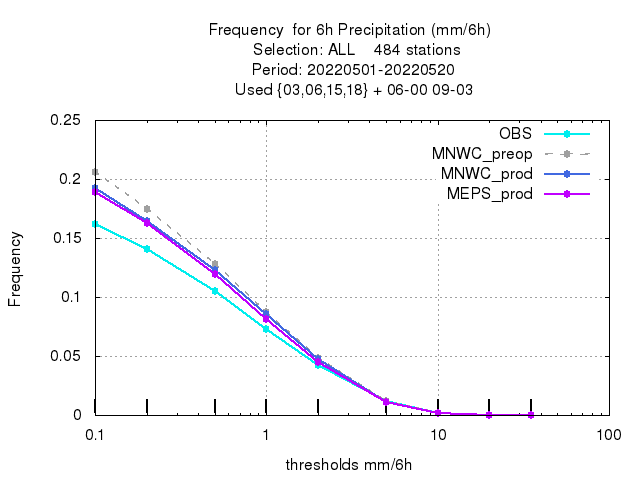 Frequency for 6h Precipitation (mm/6h)
Selection: ALL 484 stations
Period: 20220501-20220520
Used {03,06,15,18} + 06-00 09-03
0.25
OBS
MNWC_preop
MNWC_prod
MEPS_prod
0.2
0.15
0.1
0.05
0
Frequency
0.1 1 10 100
thresholds mm/6h